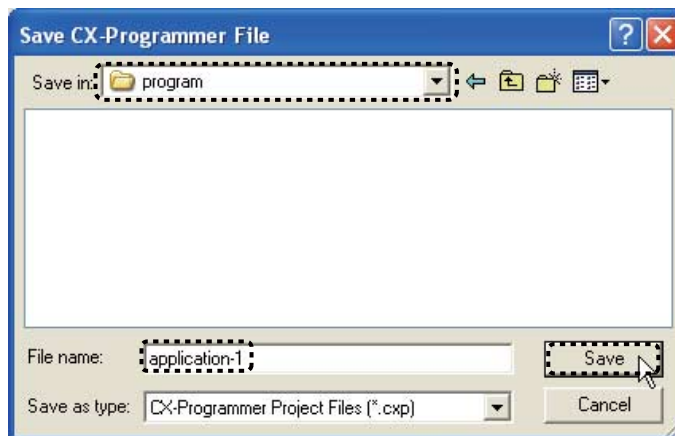 Save CX-Programmer File
Save in: program
File name: application-1 Save
Save as type: CX-Programmer Project Files (*.cxp) Cancel